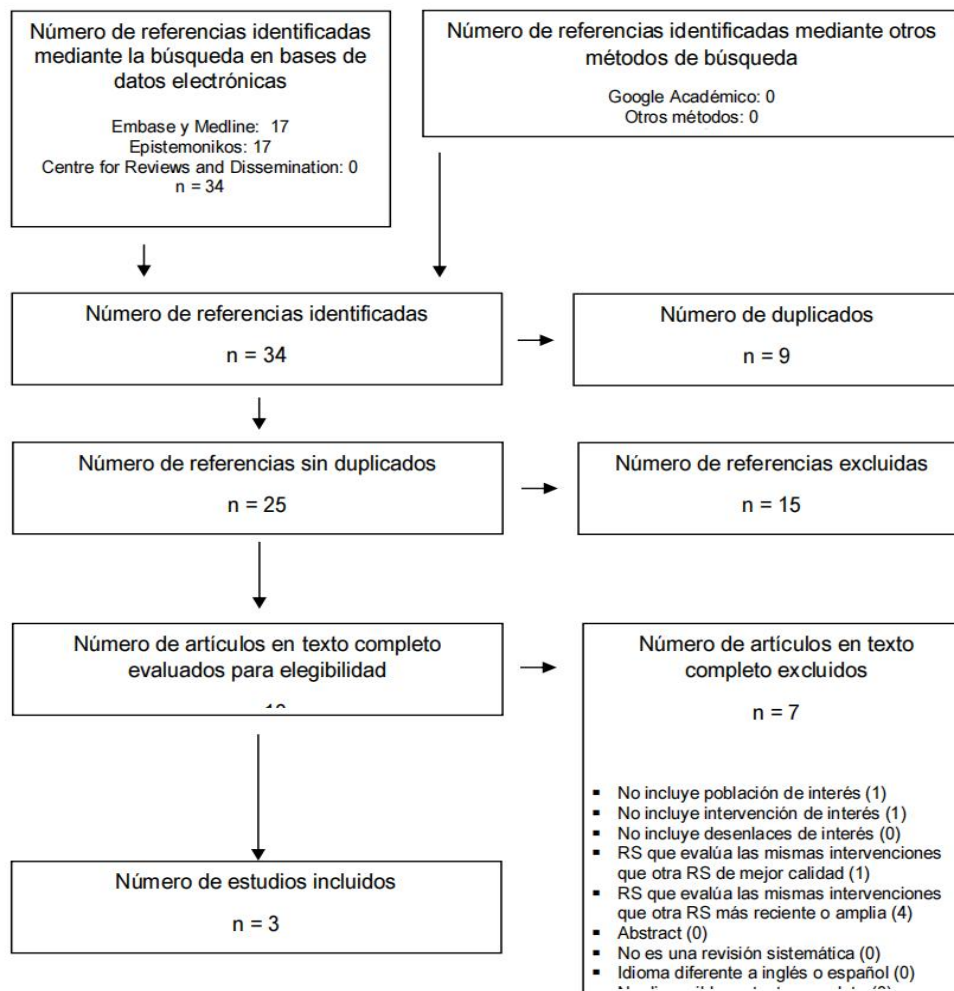 Número de referencias identificadas
mediante la búsqueda en bases de
datos electrónicas
Embase y Medline: 17
Epistemonikos: 17
Centre for Reviews and Dissemination: 0
n = 34
Número de referencias identificadas mediante otros
métodos de búsqueda
Google Académico: 0
Otros métodos: 0
Número de referencias identificadas
n = 34
Número de duplicados
n = 9
Número de referencias sin duplicados
n = 25
Número de referencias excluidas
n = 15
Número de artículos en texto completo
evaluados para elegibilidad
Número de artículos en texto
completo excluidos
n = 7
▪ No incluye población de interés (1)
▪ No incluye intervención de interés (1)
▪ No incluye desenlaces de interés (0)
▪ RS que evalúa las mismas intervenciones
que otra RS de mejor calidad (1)
▪ RS que evalúa las mismas intervenciones
que otra RS más reciente o amplia (4)
▪ Abstract (0)
▪ No es una revisión sistemática (0)
▪ Idioma diferente a inglés o español (0)
Número de estudios incluidos
n = 3